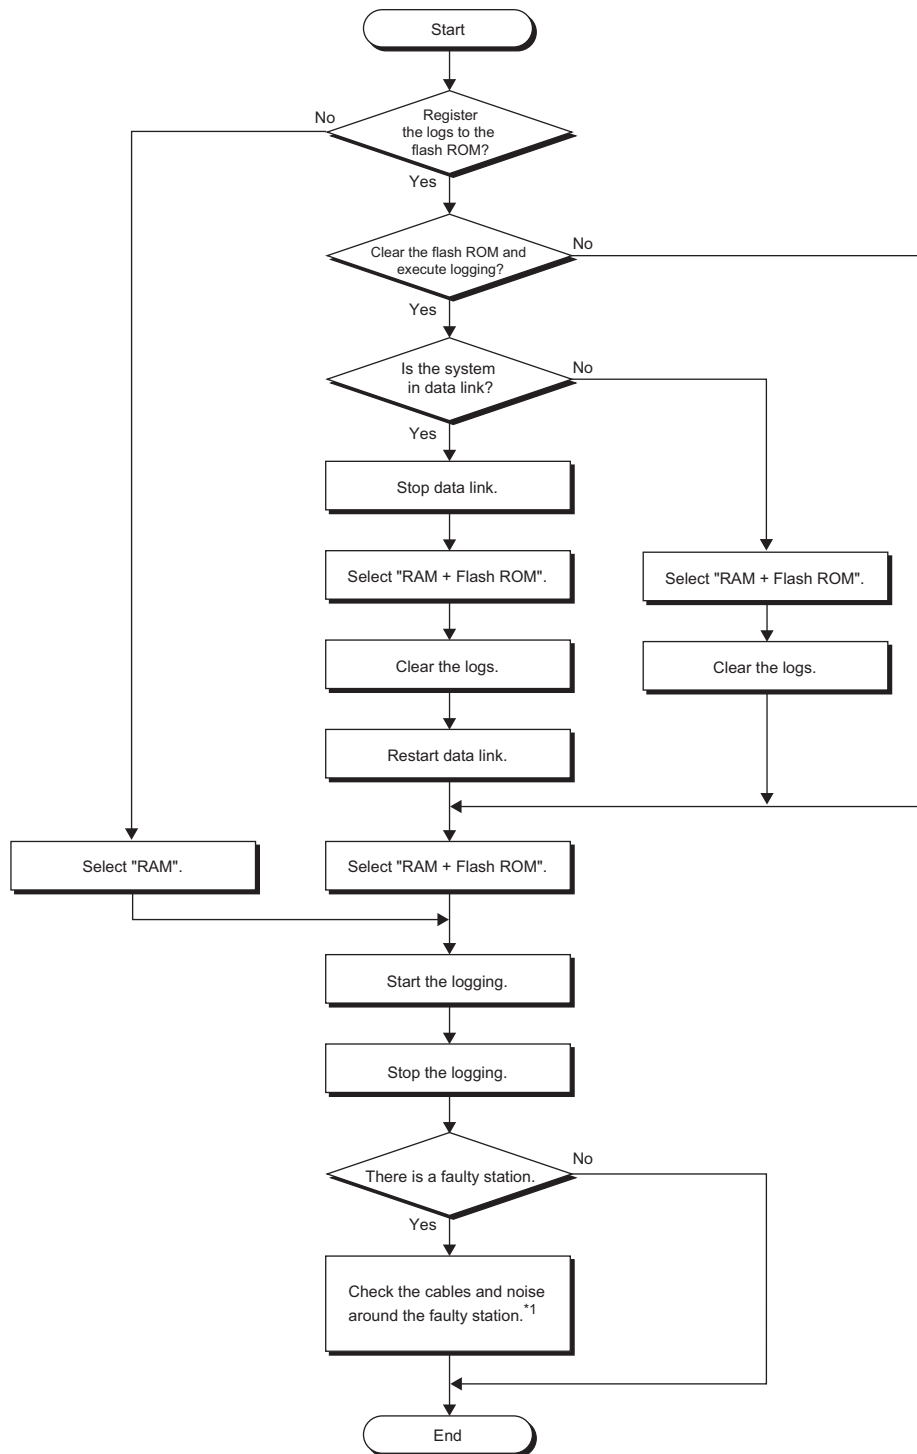 Start
No
Register
the logs to the
flash ROM?
Yes
Clear the flash ROM and
execute logging?
No
Yes
Is the system
in data link?
No
Yes
Stop data link.
Select "RAM + Flash ROM".
Select "RAM + Flash ROM".
Clear the logs.
Clear the logs.
Restart data link.
Select "RAM".
Select "RAM + Flash ROM".
Start the logging.
Stop the logging.
There is a faulty station.
No
Yes
Check the cables and noise
around the faulty station.*1
End